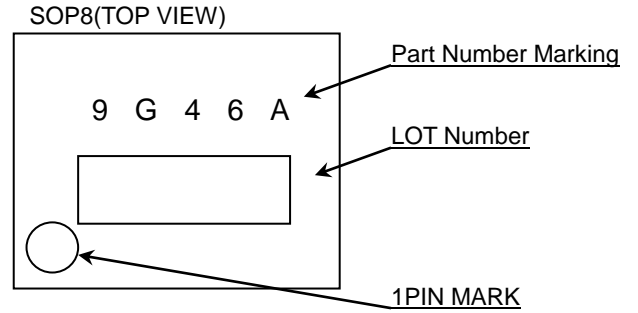 SOP8(TOP VIEW)
Part Number Marking
9 G 4 6 A
LOT Number
1PIN MARK